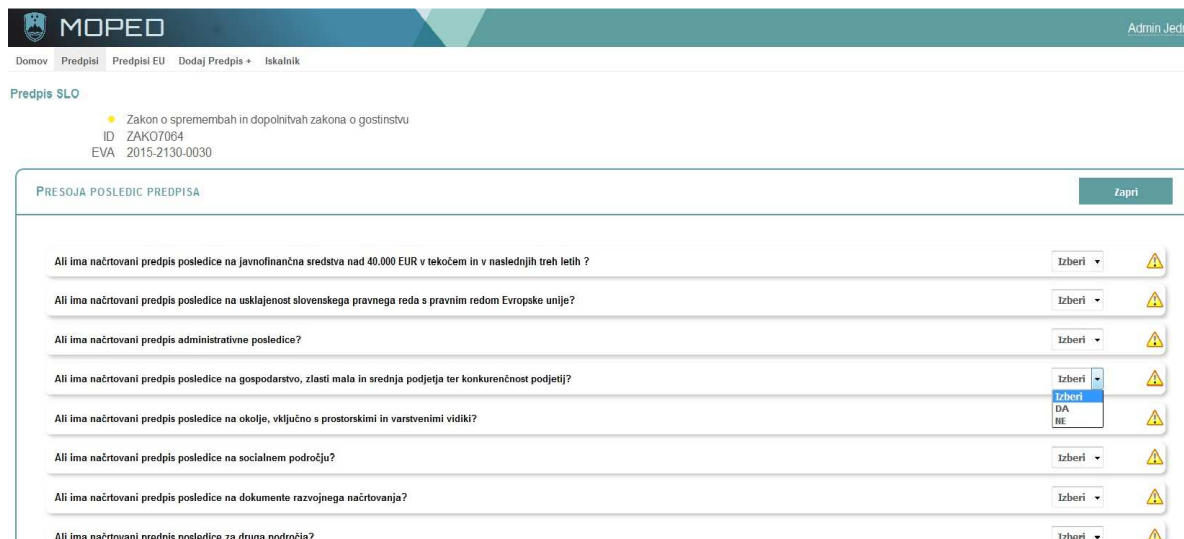 MOPED
Admin Jed
Domov Predpisi Predpisi EU Dodaj Predpis + Iskalnik
Predpis SLO
Zakon o spremembah in dopolnitvah zakona o gostinstvu
ID ZAKO7064
EVA 2015-2130-0030
PRESOJA POSLEDIC PREDPISA Zapri
Ali ima načrtovani predpis posledice na javnofinančna sredstva nad 40.000 EUR v tekočem in v naslednjih treh letih ? Izberi
Ali ima načrtovani predpis posledice na usklajenost slovenskega pravnega reda s pravnim redom Evropske unije? Izberi
Ali ima načrtovani predpis administrativne posledice? Izberi
Ali ima načrtovani predpis posledice na gospodarstvo, zlasti mala in srednja podjetja ter konkurenčnost podjetij? Izberi
Izberi
DA
NE
Ali ima načrtovani predpis posledice na okolje, vključno s prostorskimi in varstvenimi vidiki?
Ali ima načrtovani predpis posledice na socialnem področju? Izberi
Ali ima načrtovani predpis posledice na dokumente razvojnega načrtovanja? Izberi
Ali ima načrtovani predpis posledice za druga področja? Izberi